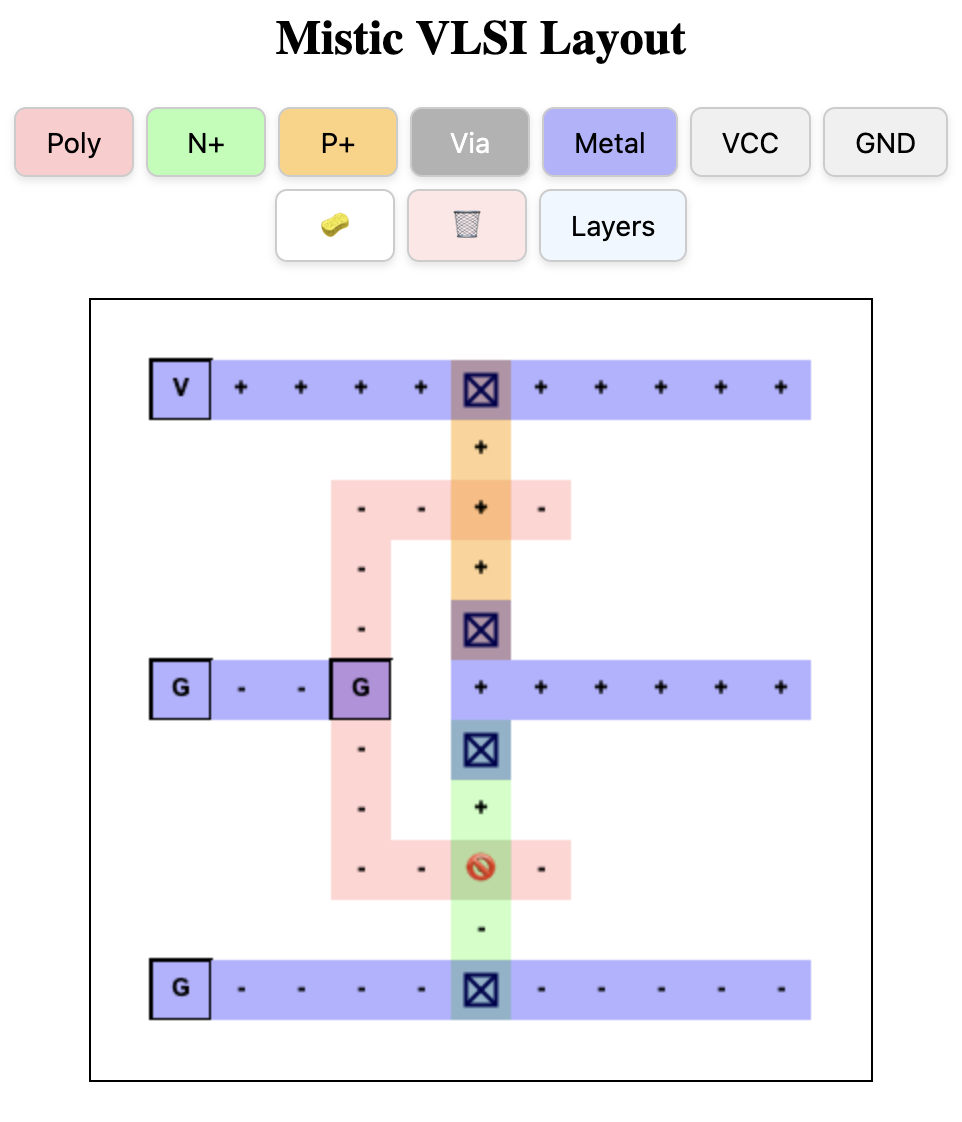 Mistic VLSI Layout
Poly N+ P+ Via Metal VCC GND
Layers
V + + + + + + + + +
+
- - + -
- +
-
G - - G + + + + + +
-
- +
- - -
-
G - - - - - - - - -